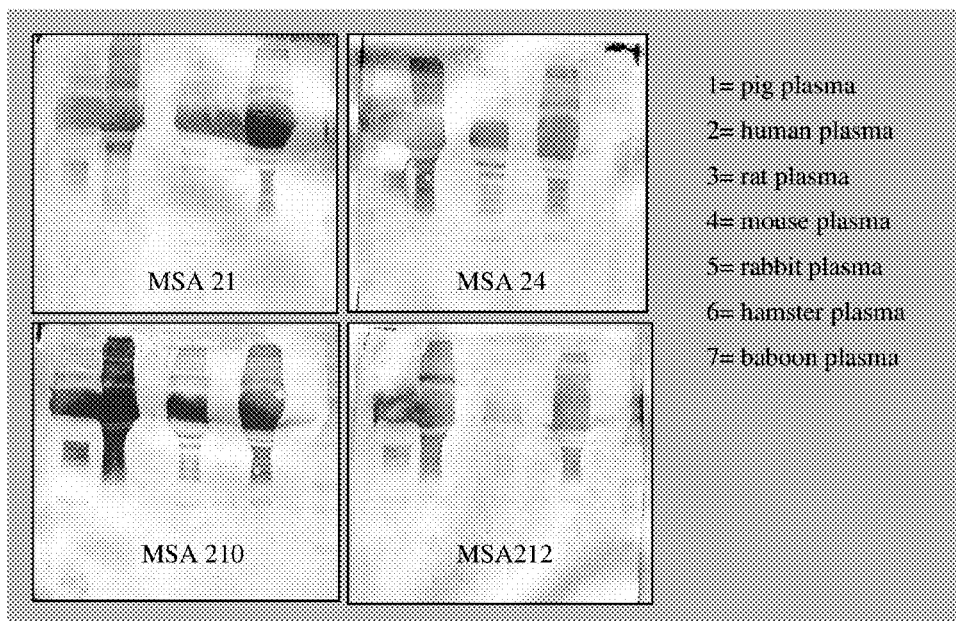 MSA 21
MSA 24
MSA 210
MSA212
1= pig plasma
2= human plasma
3= rat plasma
4= mouse plasma
5= rabbit plasma
6= hamster plasma
7= baboon plasma